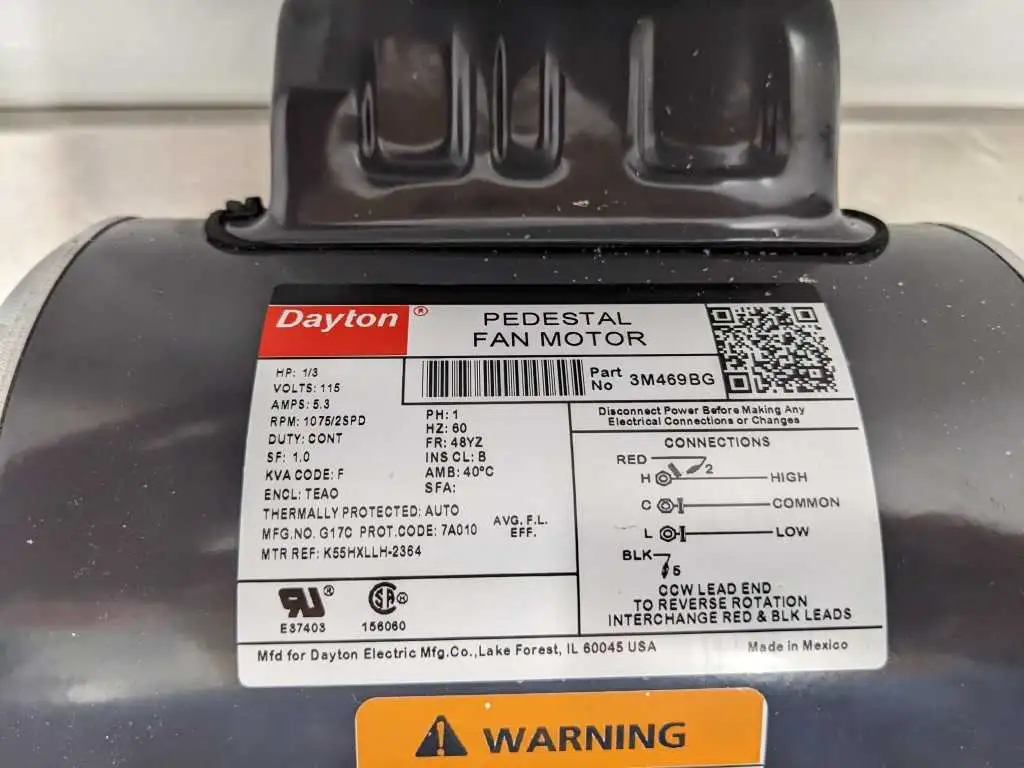 Dayton®
PEDESTAL
FAN MOTOR
Part
No 3M469BG
HP: 1/3
VOLTS: 115
AMPS: 5.3
RPM: 1075/2SPD
DUTY: CONT
SF: 1.0
KVA CODE: F
ENCL: TEAO
THERMALLY PROTECTED: AUTO
MFG.NO. G17C PROT.CODE: 7A010
MTR REF: K55HXLLH-2364
PH: 1
HZ: 60
FR: 48YZ
INS CL: B
AMB: 40°C
SFA:
AVG. F.L.
EFF.
Disconnect Power Before Making Any
Electrical Connections or Changes
CONNECTIONS
RED 2
H HIGH
C COMMON
L LOW
BLK 5
CCW LEAD END
TO REVERSE ROTATION
INTERCHANGE RED & BLK LEADS
RU®
E37403
SA®
156060
Mfd for Dayton Electric Mfg.Co.,Lake Forest, IL 60045 USA
Made in Mexico
WARNING